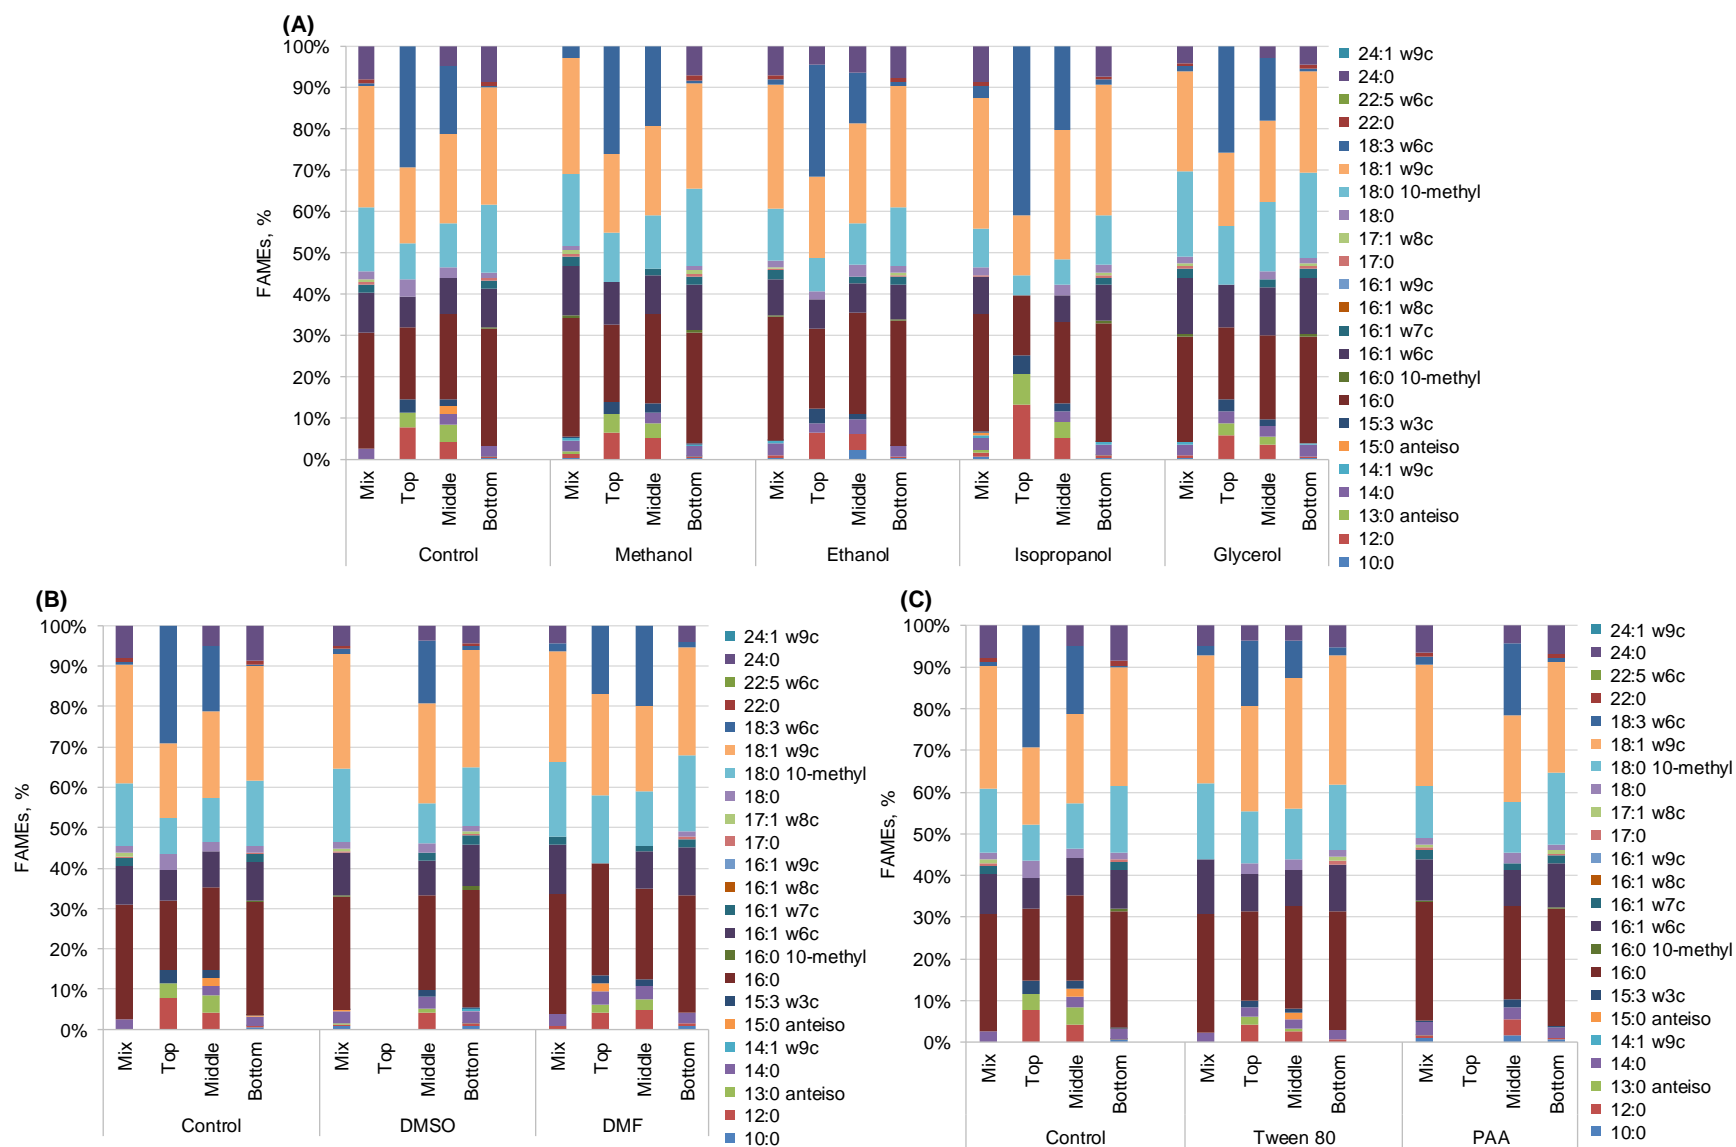 (A)
100%
90%
80%
70%
60%
50%
40%
30%
20%
10%
0%
FAMEs, %
Mix
Top
Middle
Bottom
Mix
Top
Middle
Bottom
Mix
Top
Middle
Bottom
Mix
Top
Middle
Bottom
Mix
Top
Middle
Bottom
Control
Methanol
Ethanol
Isopropanol
Glycerol
24:1 w9c
24:0
22:5 w6c
22:0
18:3 w6c
18:1 w9c
18:0 10-methyl
18:0
17:1 w8c
17:0
16:1 w9c
16:1 w8c
16:1 w7c
16:1 w6c
16:0 10-methyl
16:0
15:3 w3c
15:0 anteiso
14:1 w9c
14:0
13:0 anteiso
12:0
10:0
(B)
100%
90%
80%
70%
60%
50%
40%
30%
20%
10%
0%
FAMEs, %
Mix
Top
Middle
Bottom
Mix
Top
Middle
Bottom
Mix
Top
Middle
Bottom
Control
DMSO
DMF
24:1 w9c
24:0
22:5 w6c
22:0
18:3 w6c
18:1 w9c
18:0 10-methyl
18:0
17:1 w8c
17:0
16:1 w9c
16:1 w8c
16:1 w7c
16:1 w6c
16:0 10-methyl
16:0
15:3 w3c
15:0 anteiso
14:1 w9c
14:0
13:0 anteiso
12:0
10:0
(C)
100%
90%
80%
70%
60%
50%
40%
30%
20%
10%
0%
FAMEs, %
Mix
Top
Middle
Bottom
Mix
Top
Middle
Bottom
Mix
Top
Middle
Bottom
Control
Tween 80
PAA
24:1 w9c
24:0
22:5 w6c
22:0
18:3 w6c
18:1 w9c
18:0 10-methyl
18:0
17:1 w8c
17:0
16:1 w9c
16:1 w8c
16:1 w7c
16:1 w6c
16:0 10-methyl
16:0
15:3 w3c
15:0 anteiso
14:1 w9c
14:0
13:0 anteiso
12:0
10:0